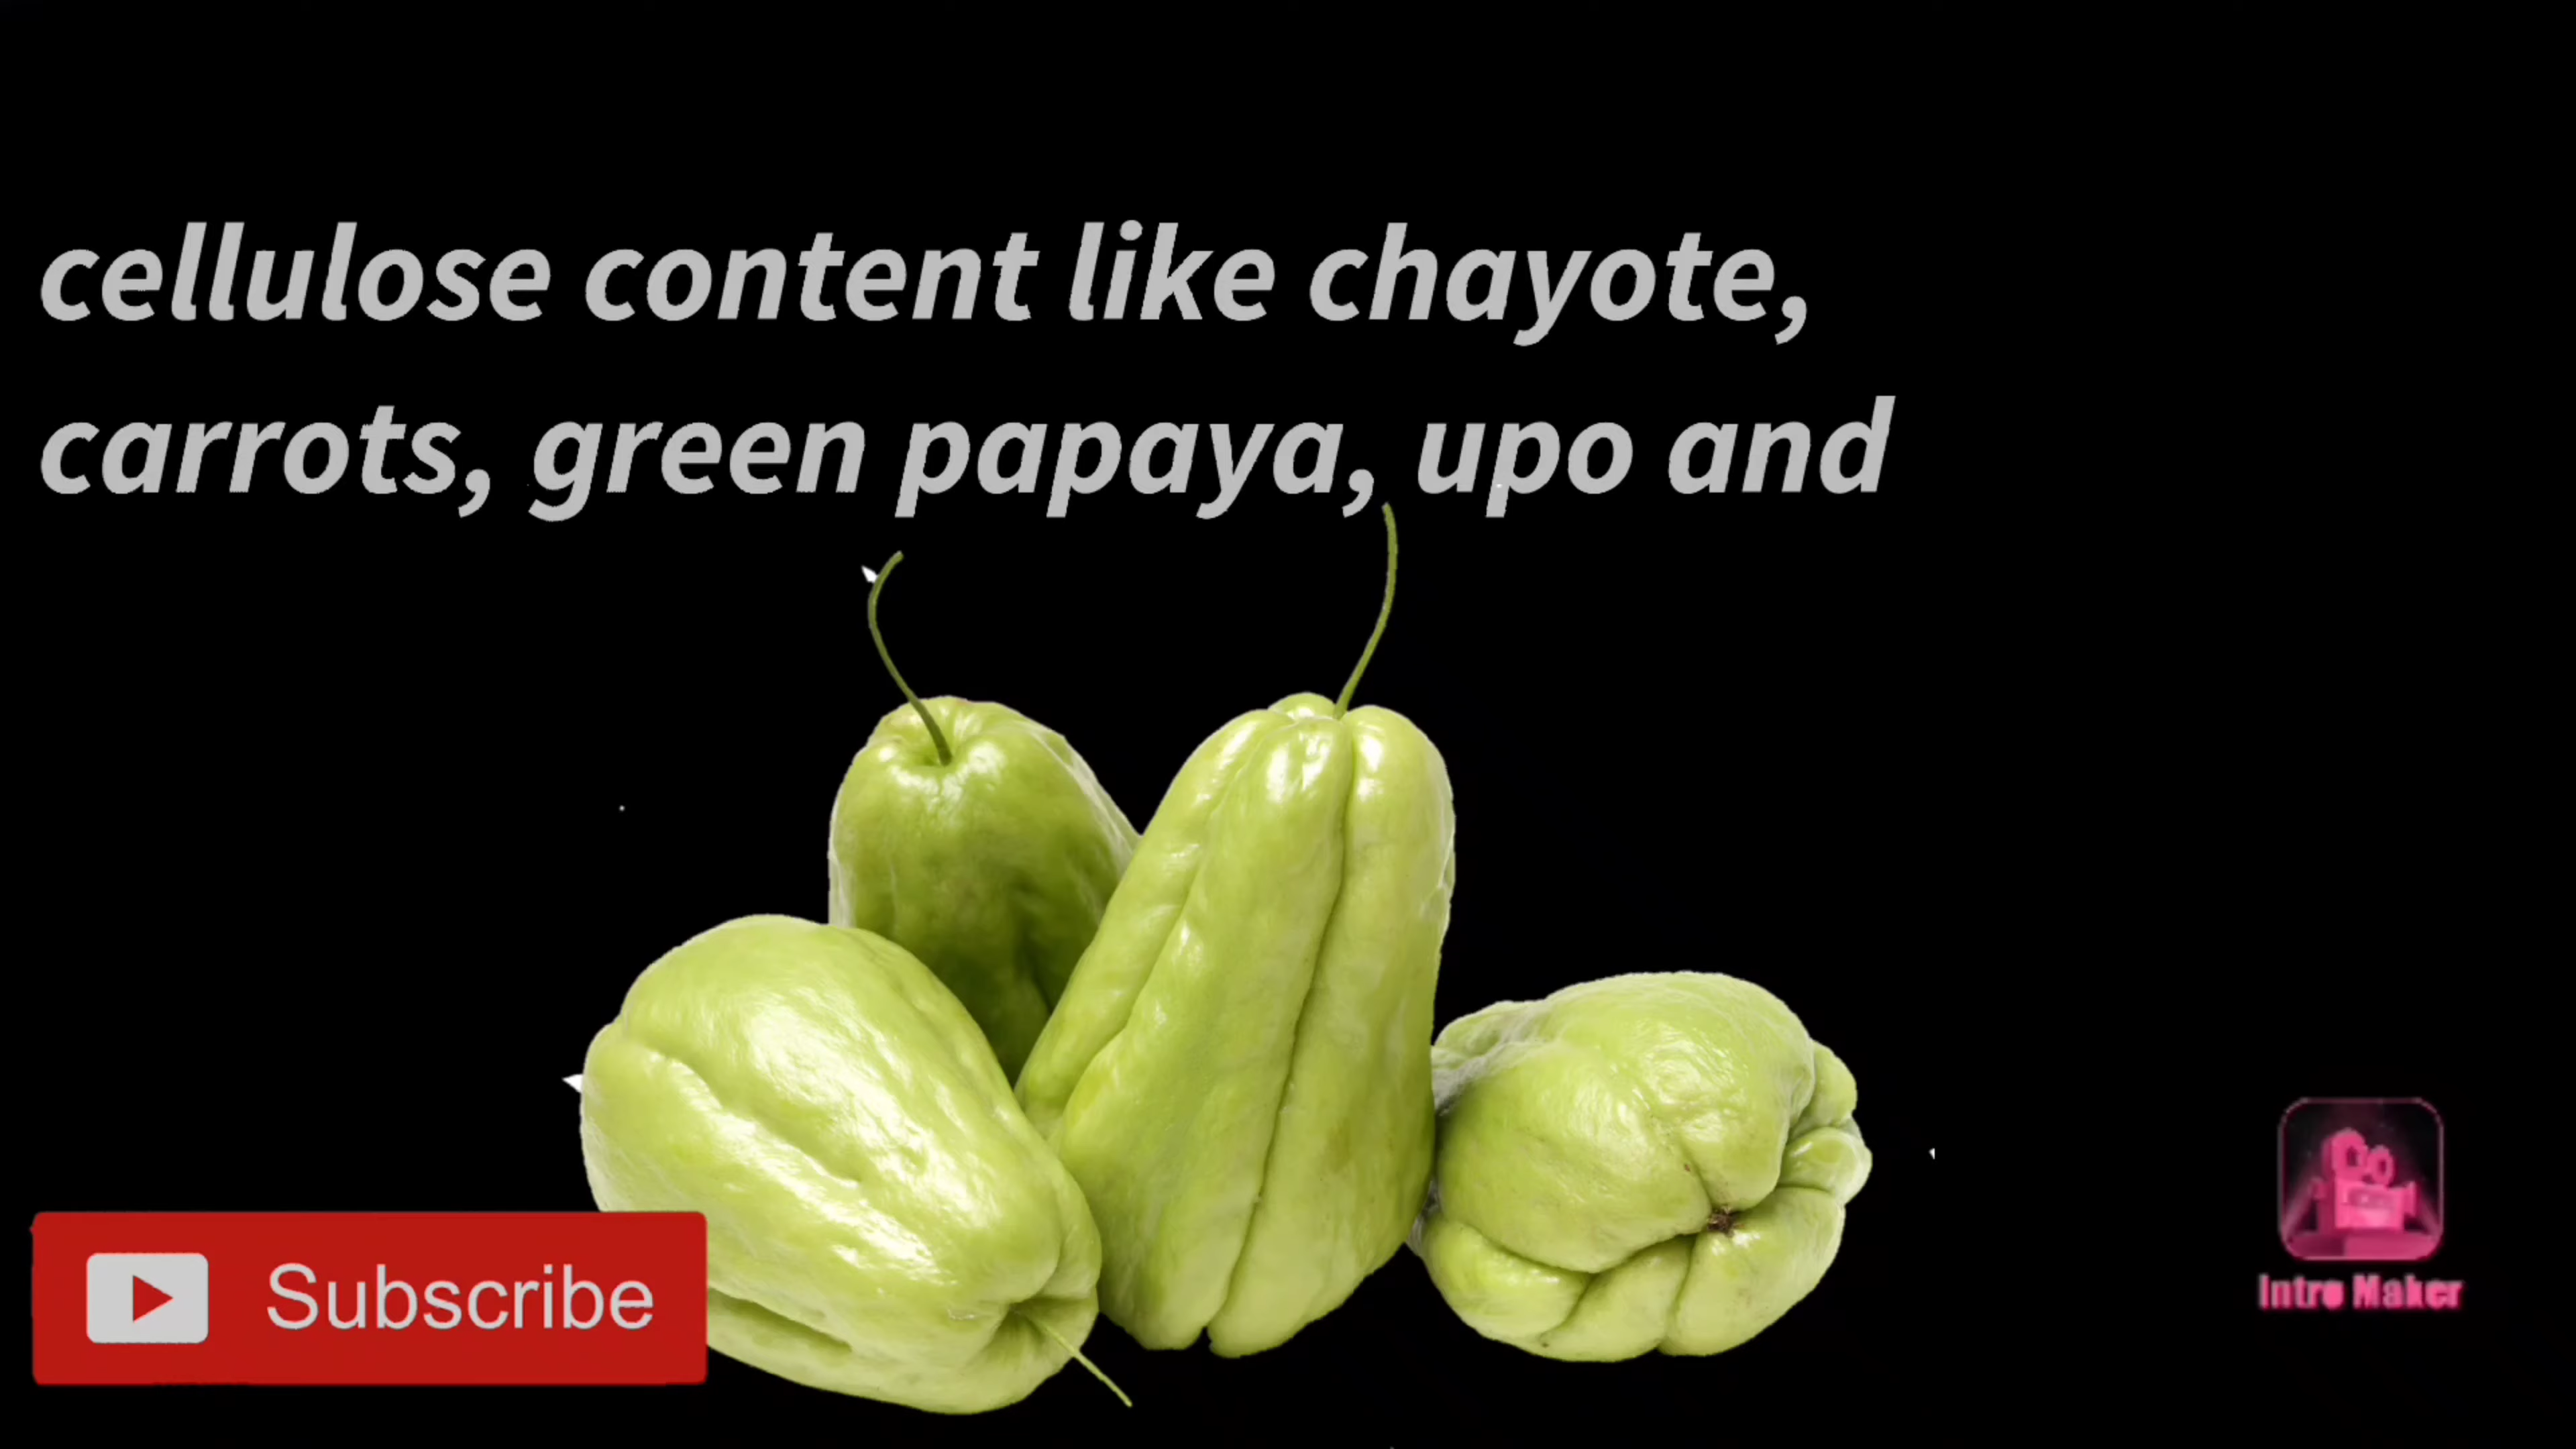 cellulose content like chayote,
carrots, green papaya, upo and
Subscribe
Intro Maker